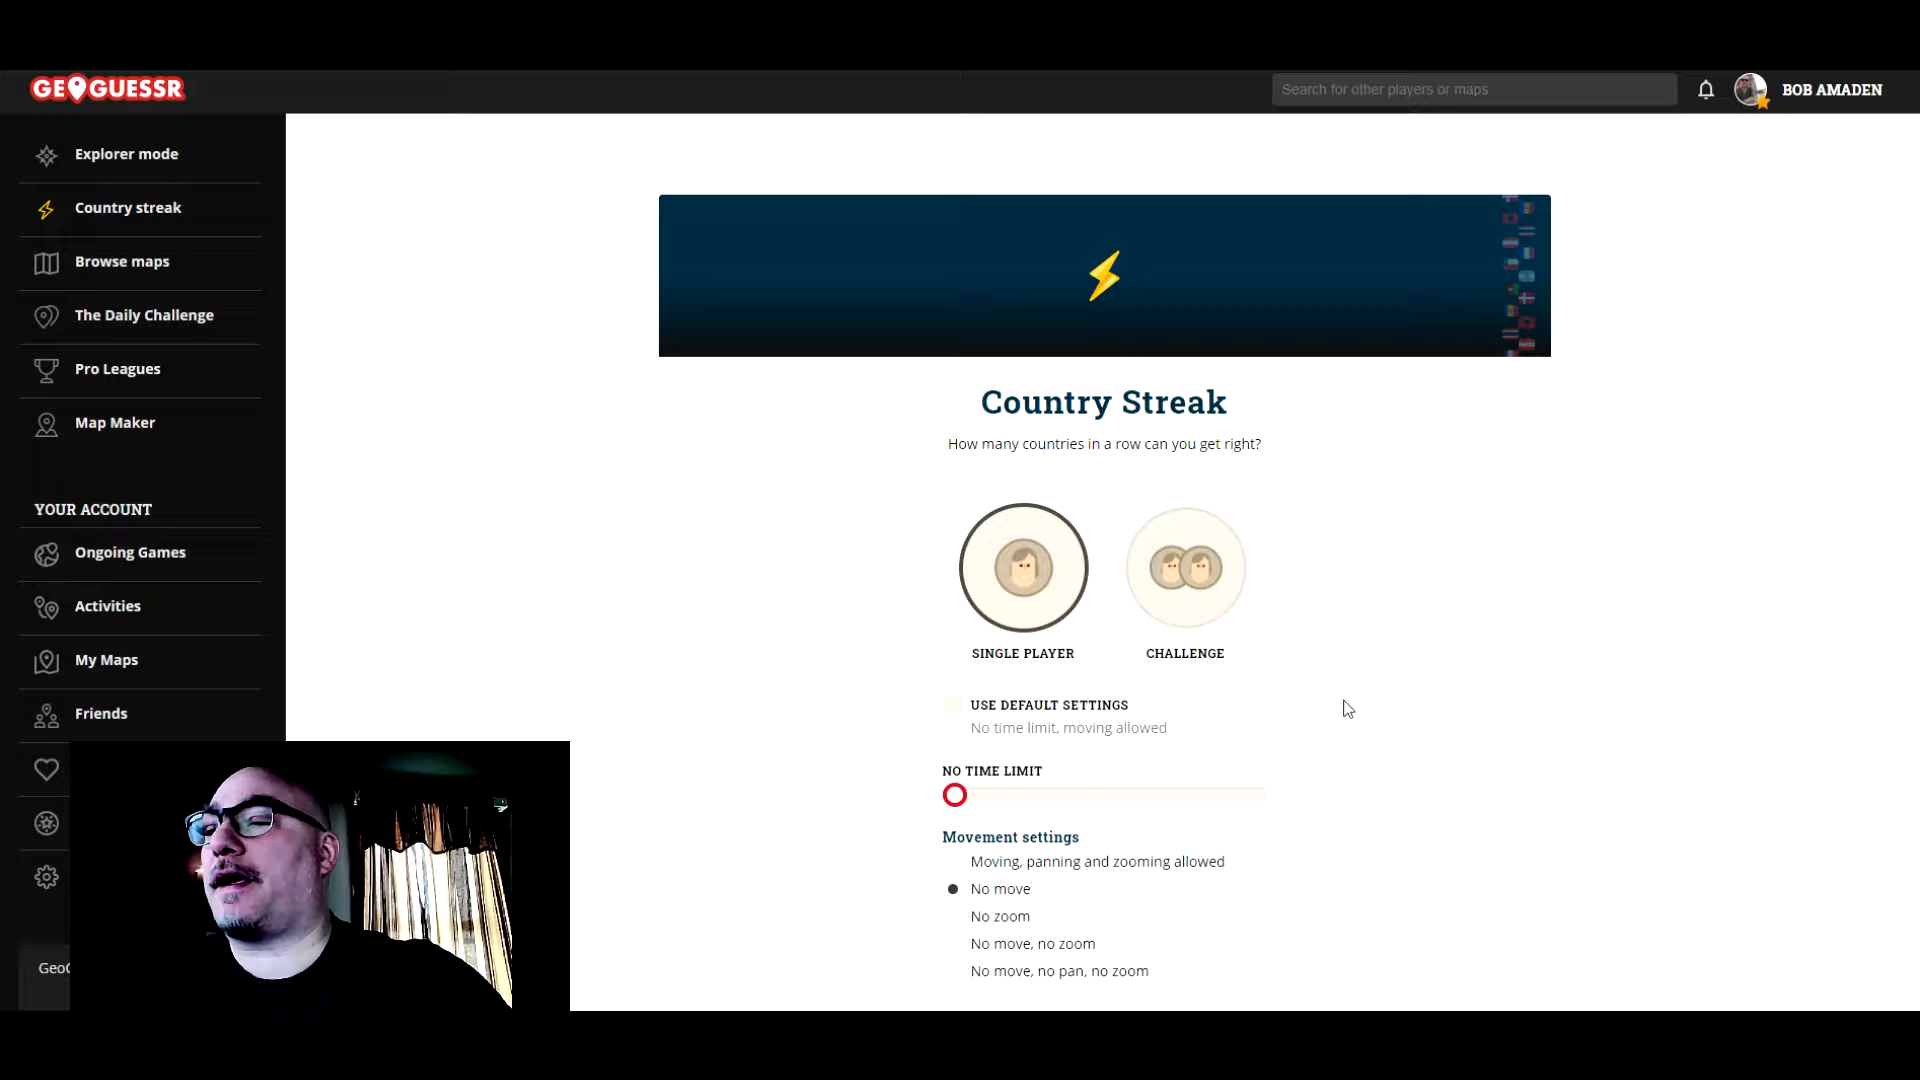 GEOGUESSR
Search for other players or maps
BOB AMADEN
Explorer mode
Country streak
Browse maps
The Daily Challenge
Pro Leagues
Map Maker
YOUR ACCOUNT
Ongoing Games
Activities
My Maps
Friends
GeoG
Country Streak
How many countries in a row can you get right?
SINGLE PLAYER
CHALLENGE
USE DEFAULT SETTINGS
No time limit, moving allowed
NO TIME LIMIT
Movement settings
Moving, panning and zooming allowed
No move
No zoom
No move, no zoom
No move, no pan, no zoom